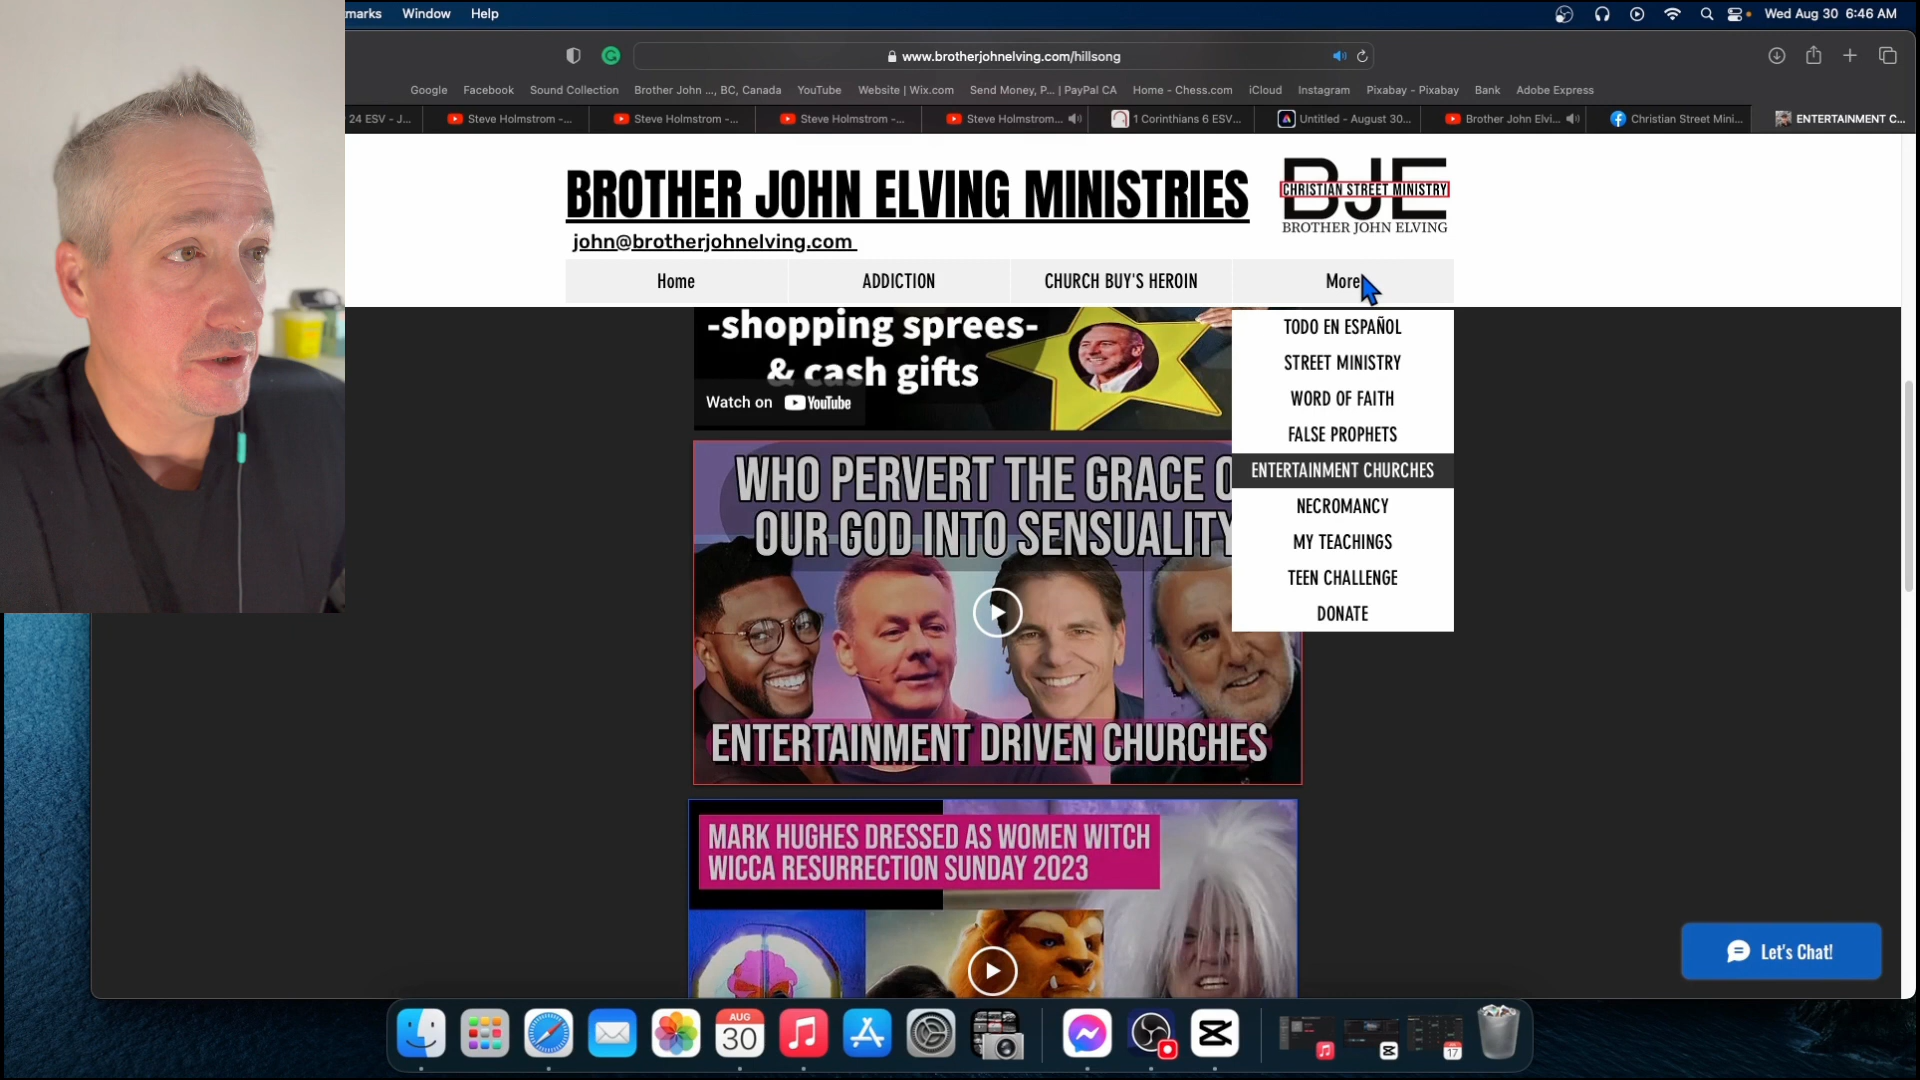 marks Window Help
Wed Aug 30 6:46 AM
www.brotherjohnelving.com/hillsong
Google Facebook Sound Collection Brother John ..., BC, Canada YouTube Website | Wix.com Send Money, P... | PayPal CA Home - Chess.com iCloud Instagram Pixabay - Pixabay Bank Adobe Express
24 ESV - J... Steve Holmstrom -... Steve Holmstrom -... Steve Holmstrom -... Steve Holmstrom... 1 Corinthians 6 ESV... Untitled - August 30... Brother John Elvi... Christian Street Mini... ENTERTAINMENT C...
BROTHER JOHN ELVING MINISTRIES
BJE
CHRISTIAN STREET MINISTRY
BROTHER JOHN ELVING
john@brotherjohnelving.com
Home ADDICTION CHURCH BUY'S HEROIN More
TODO EN ESPAÑOL
STREET MINISTRY
WORD OF FAITH
FALSE PROPHETS
ENTERTAINMENT CHURCHES
NECROMANCY
MY TEACHINGS
TEEN CHALLENGE
DONATE
-shopping sprees-
& cash gifts
Watch on YouTube
WHO PERVERT THE GRACE O
OUR GOD INTO SENSUALITY
ENTERTAINMENT DRIVEN CHURCHES
MARK HUGHES DRESSED AS WOMEN WITCH
WICCA RESURRECTION SUNDAY 2023
Let's Chat!
AUG
30
17